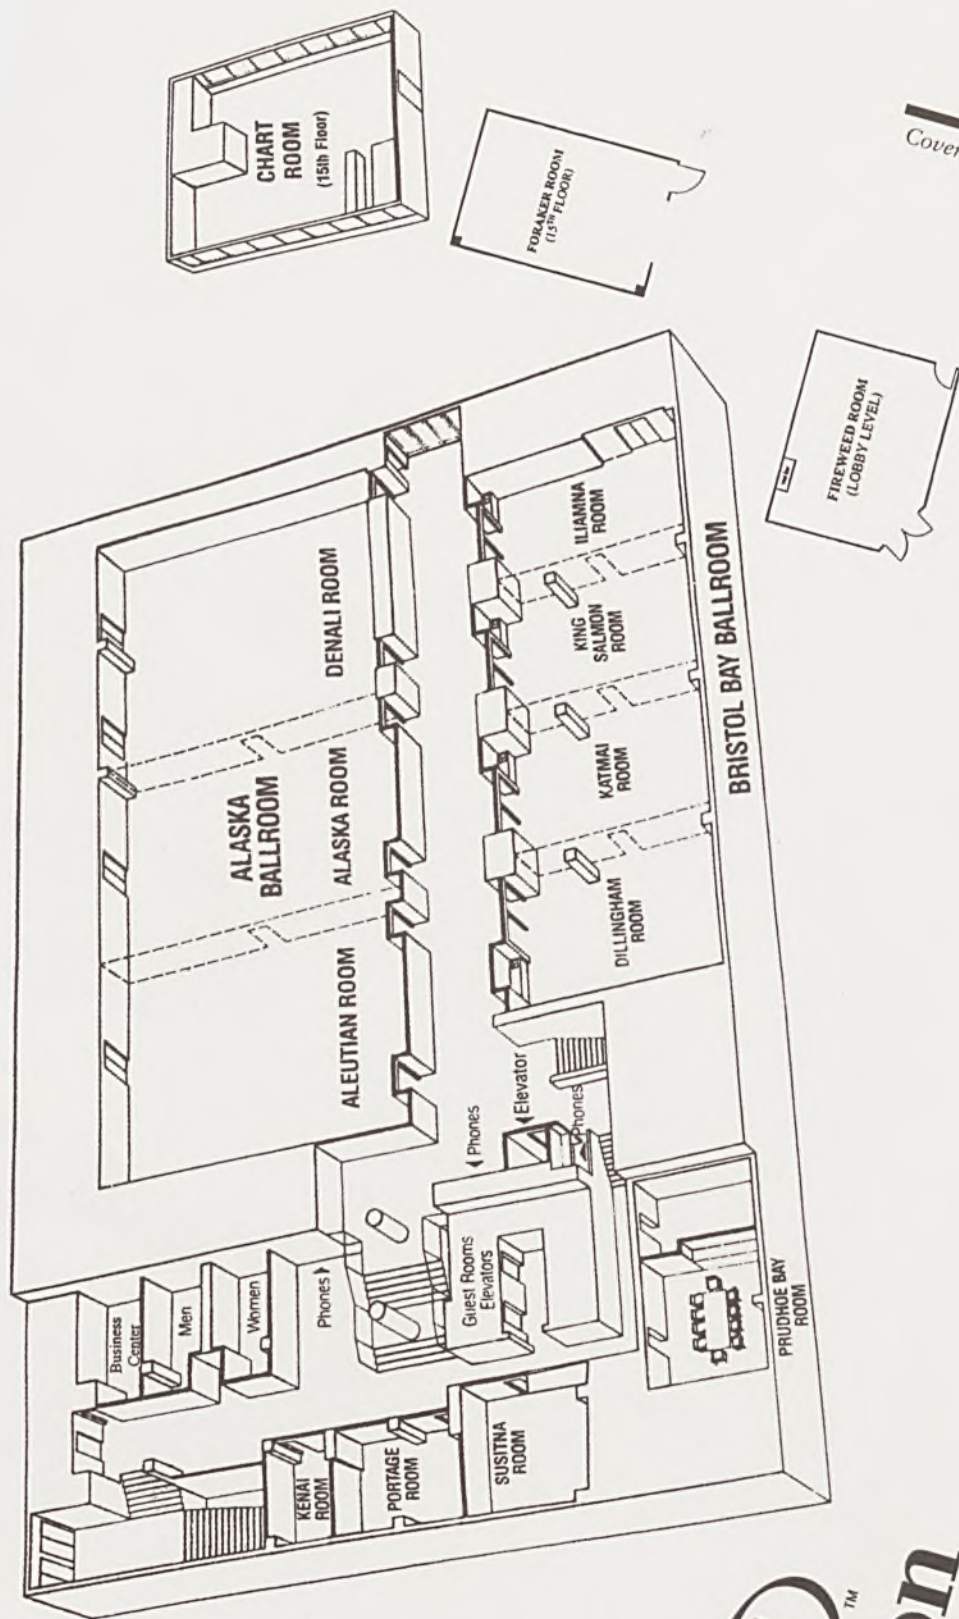 CHART
ROOM
(15th Floor)
FORAKER ROOM
(15TH FLOOR)
Cover
FIREWEED ROOM
(LOBBY LEVEL)
DENALI ROOM
ALASKA
BALLROOM
ALASKA ROOM
ALEUTIAN ROOM
ILIAMNA
ROOM
KING
SALMON
ROOM
KATMAI
ROOM
DILLINGHAM
ROOM
BRISTOL BAY BALLROOM
Elevator
Phones
Phones
Guest Rooms
Elevators
Phones
Business
Center
Men
Women
KENAI
ROOM
PORTAGE
ROOM
SUSITNA
ROOM
PRUDHOE BAY
ROOM
TM
on